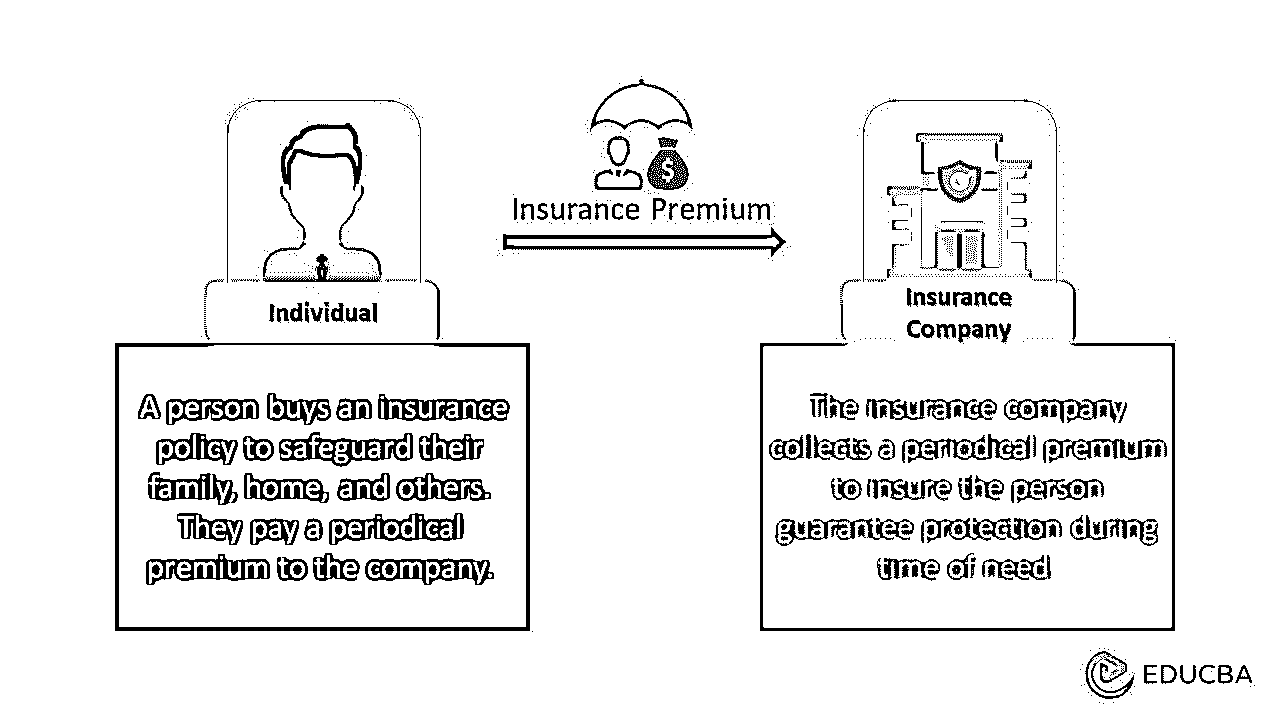 Insurance Premium
Individual
Insurance
Company
A person buys an insurance
policy to safeguard their
family, home, and others.
They pay a periodical
premium to the company.
The insurance company
collects a periodical premium
to insure the person
guarantee protection during
time of need
$
EDUCBA